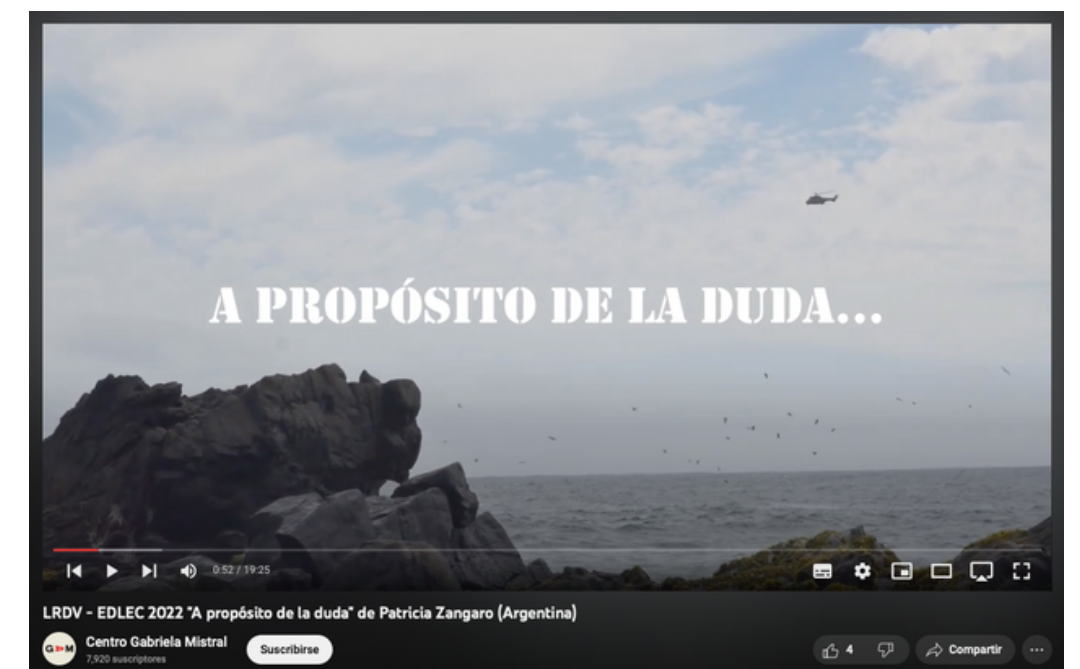 A PROPÓSITO DE LA DUDA...
0:52 / 19:25
LRDV - EDLEC 2022 "A propósito de la duda" de Patricia Zangaro (Argentina)
G M
Centro Gabriela Mistral
7,920 suscriptores
Suscribirse
4
Compartir